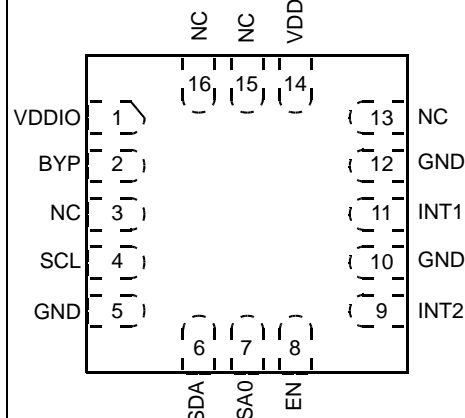 NC NC VDD
16 15 14
VDDIO 1 13 NC
BYP 2 12 GND
NC 3 11 INT1
SCL 4 10 GND
GND 5 9 INT2
6 7 8
SDA SA0 EN